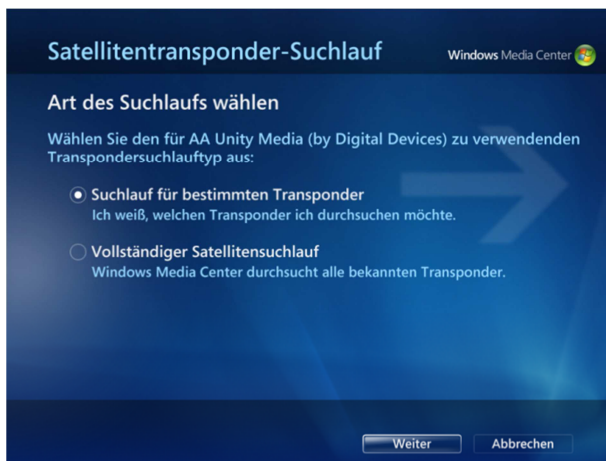 Satellitentransponder-Suchlauf
Windows Media Center
Art des Suchlaufs wählen
Wählen Sie den für AA Unity Media (by Digital Devices) zu verwendenden
Transpondersuchlauftyp aus:
Suchlauf für bestimmten Transponder
Ich weiß, welchen Transponder ich durchsuchen möchte.
Vollständiger Satellitensuchlauf
Windows Media Center durchsucht alle bekannten Transponder.
Weiter
Abbrechen